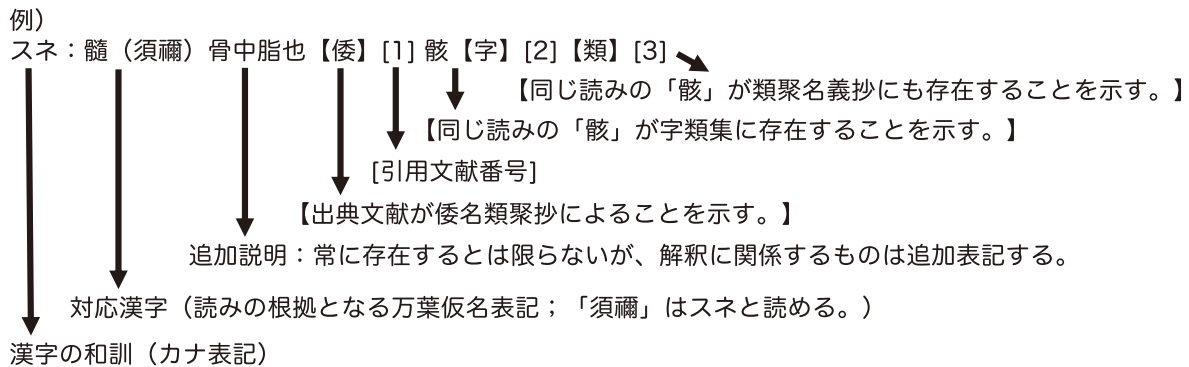 例）
スネ：髓（須禰）骨中脂也【倭】[1] 骸【字】[2]【類】[3]
【同じ読みの「骸」が類聚名義抄にも存在することを示す。】
【同じ読みの「骸」が字類集に存在することを示す。】
[引用文献番号]
【出典文献が倭名類聚抄によることを示す。】
追加説明：常に存在するとは限らないが、解釈に関係するものは追加表記する。
対応漢字（読みの根拠となる万葉仮名表記；「須禰」はスネと読める。）
漢字の和訓（カナ表記）